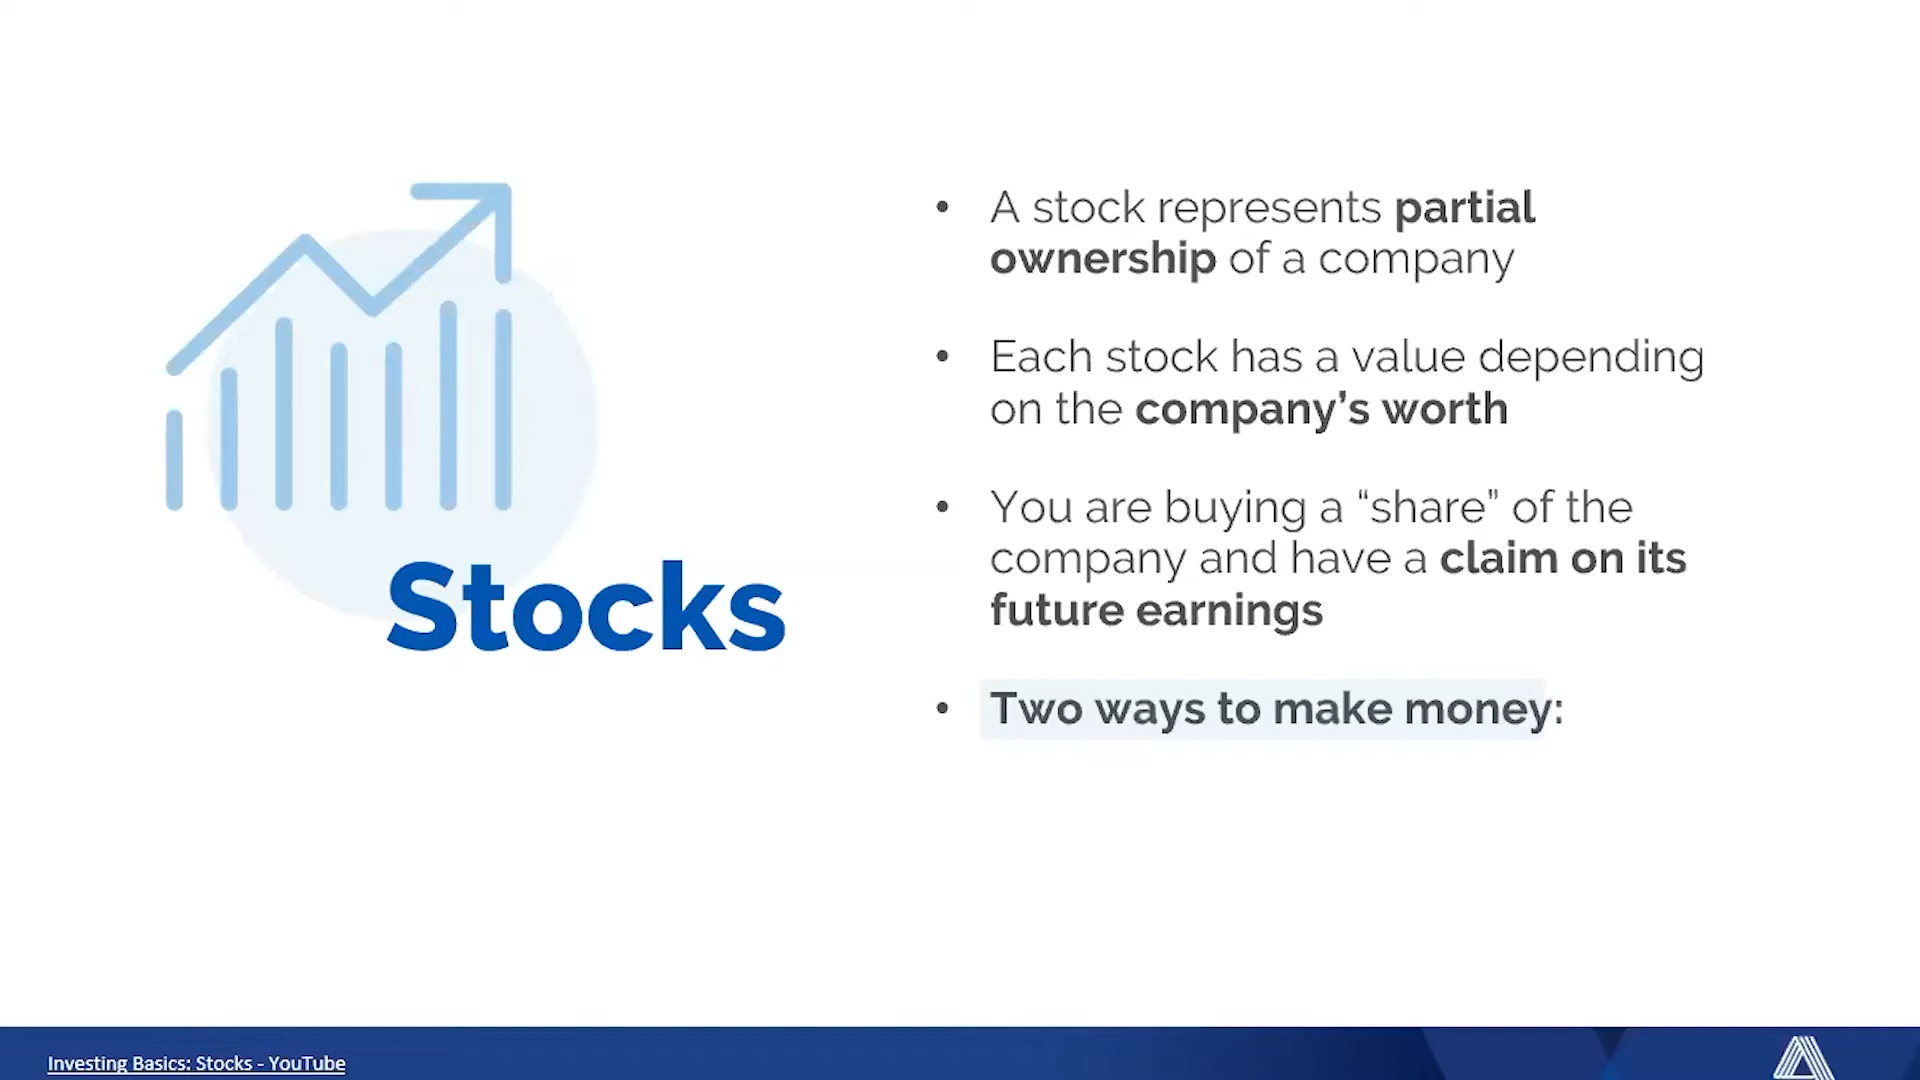 Stocks
• A stock represents partial
ownership of a company
• Each stock has a value depending
on the company’s worth
• You are buying a “share” of the
company and have a claim on its
future earnings
• Two ways to make money:
Investing Basics: Stocks - YouTube